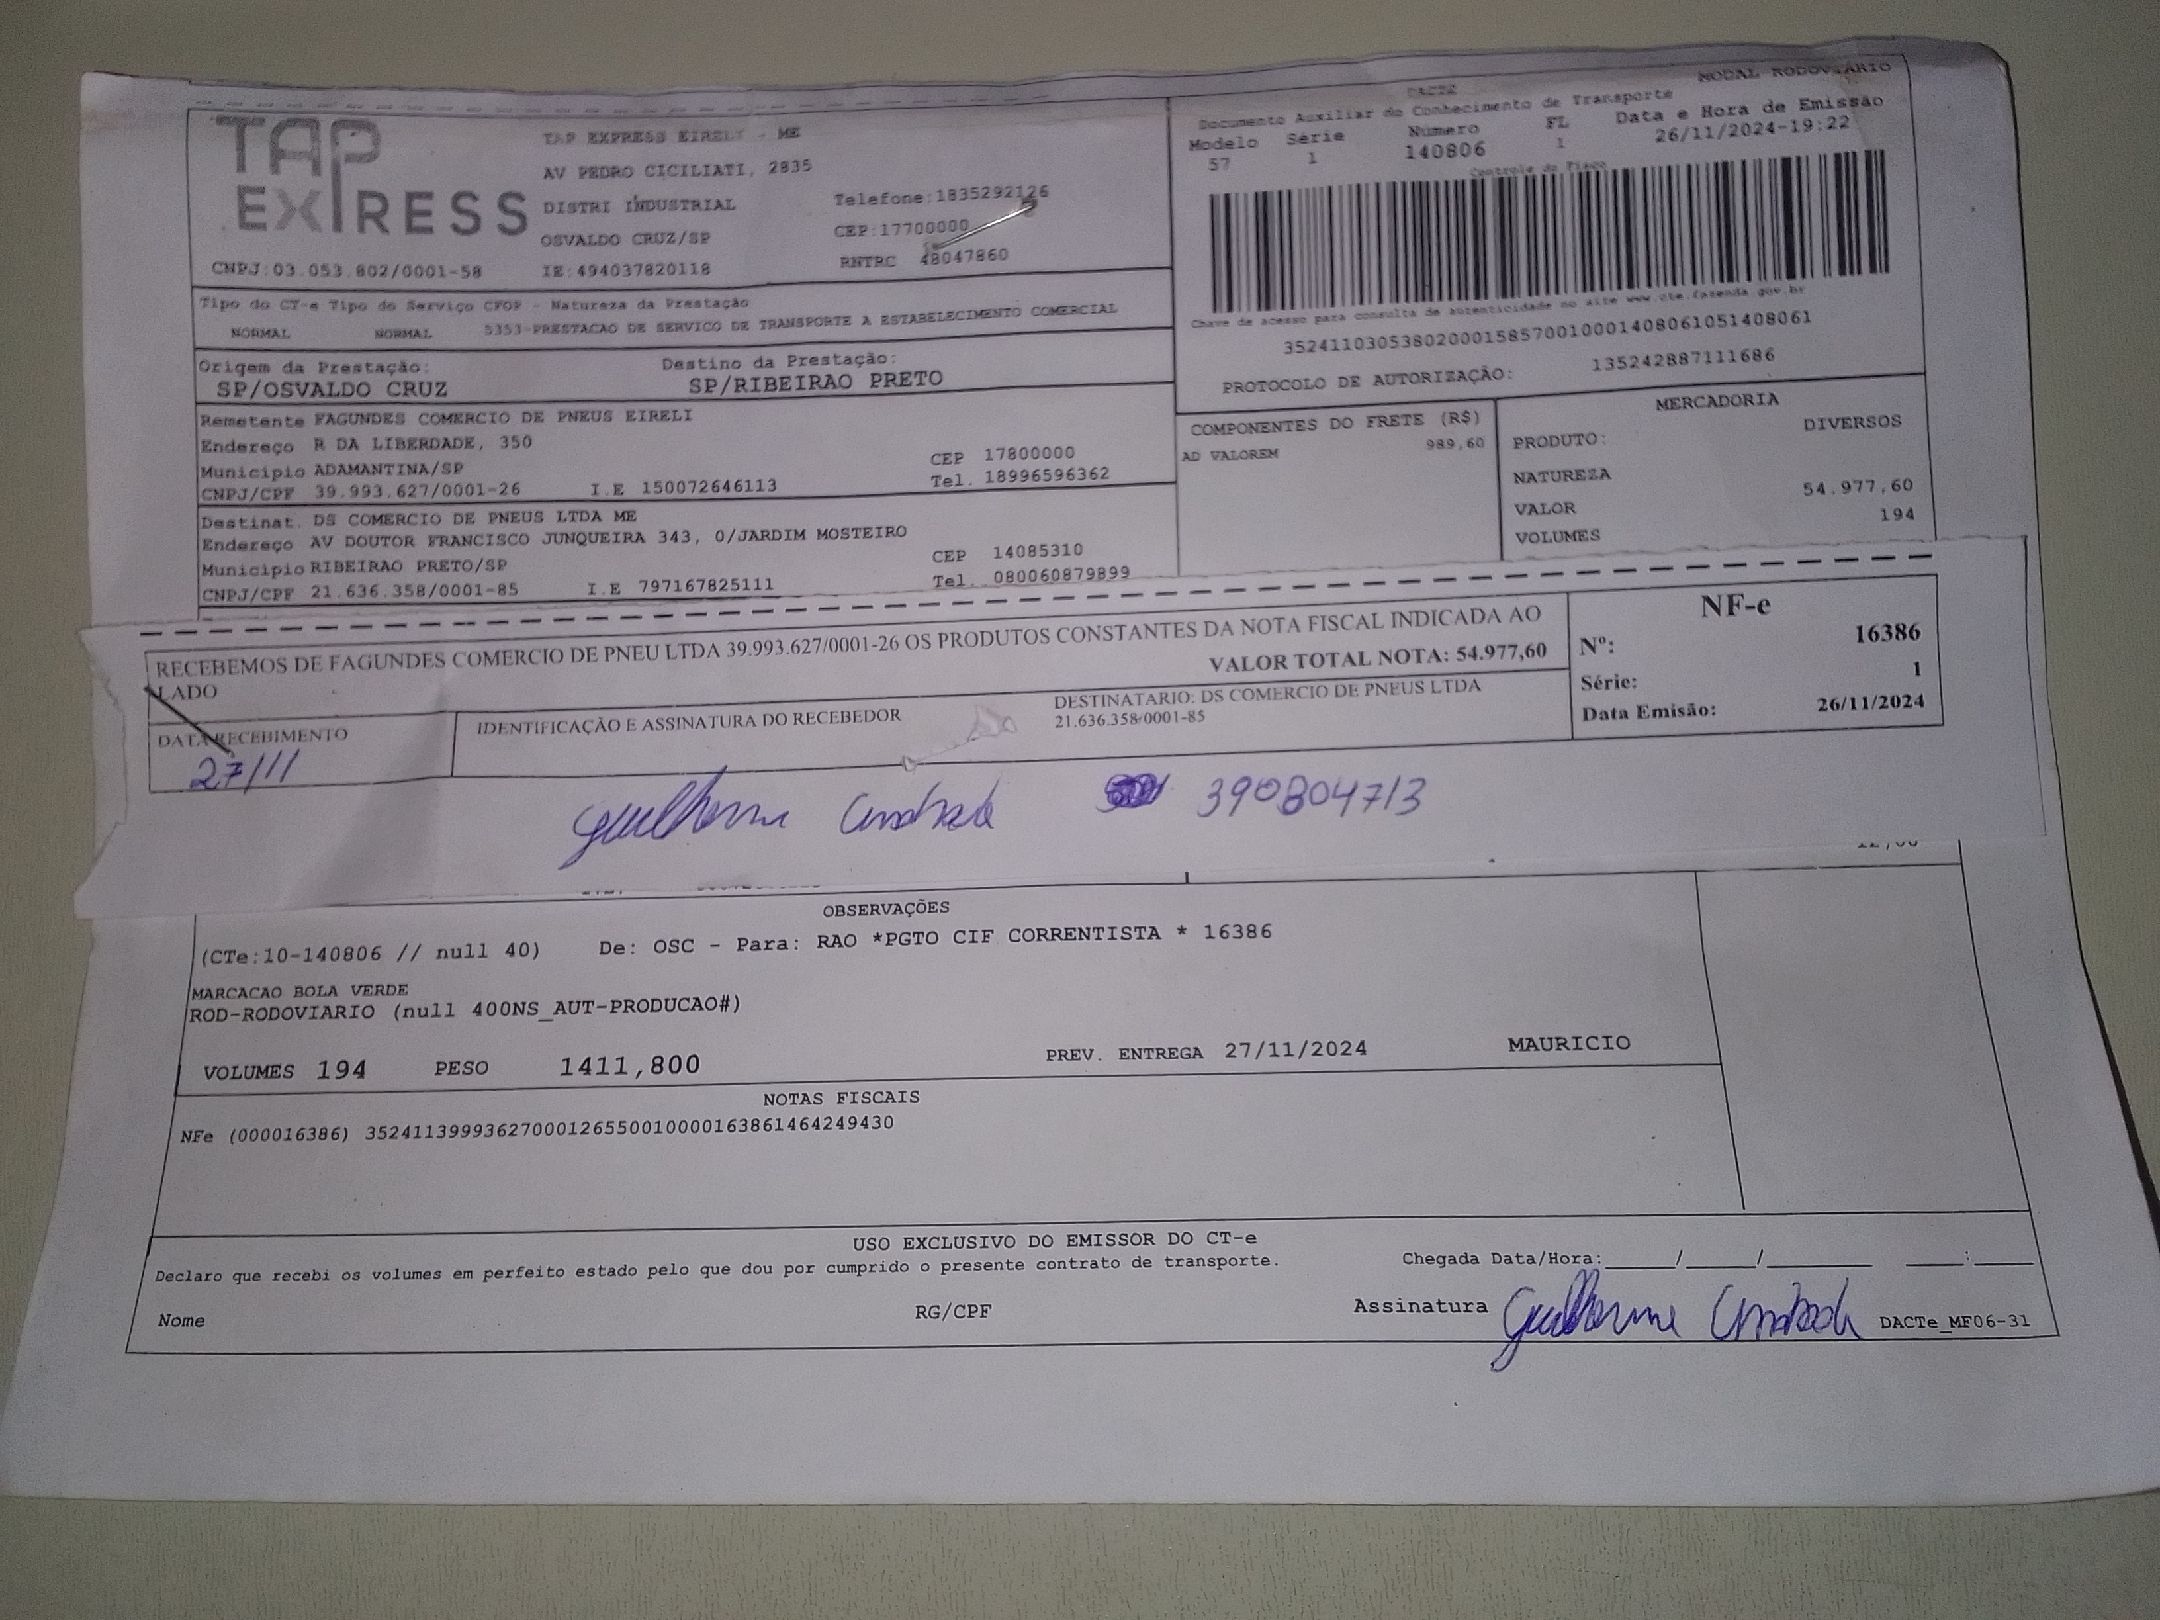 MODAL RODOVIÁRIO
DACTE
Documento Auxiliar do Conhecimento de Transporte
Modelo Série Número FL Data e Hora de Emissão
57 1 140806 1 26/11/2024-19:22
Controle do Fisco
TAP EXPRESS
TAP EXPRESS EIRELI - ME
AV PEDRO CICILIATI, 2835
DISTRI INDUSTRIAL Telefone:1835292126
OSVALDO CRUZ/SP CEP:17700000
CNPJ:03.053.802/0001-58 IE:494037820118 RNTRC 48047860
Chave de acesso para consulta de autenticidade no site www.cte.fazenda.gov.br
35241103053802000158570010001408061051408061
PROTOCOLO DE AUTORIZAÇÃO: 135242887111686
Tipo do CT-e Tipo do Serviço CFOP - Natureza da Prestação
NORMAL NORMAL 5353-PRESTACAO DE SERVICO DE TRANSPORTE A ESTABELECIMENTO COMERCIAL
Origem da Prestação: Destino da Prestação:
SP/OSVALDO CRUZ SP/RIBEIRAO PRETO
Remetente FAGUNDES COMERCIO DE PNEUS EIRELI
Endereço R DA LIBERDADE, 350
Município ADAMANTINA/SP CEP 17800000
CNPJ/CPF 39.993.627/0001-26 I.E 150072646113 Tel. 18996596362
Destinat. DS COMERCIO DE PNEUS LTDA ME
Endereço AV DOUTOR FRANCISCO JUNQUEIRA 343, 0/JARDIM MOSTEIRO
Município RIBEIRAO PRETO/SP CEP 14085310
CNPJ/CPF 21.636.358/0001-85 I.E 797167825111 Tel. 080060879899
COMPONENTES DO FRETE (R$)
AD VALOREM 989,60
MERCADORIA
PRODUTO: DIVERSOS
NATUREZA
VALOR 54.977,60
VOLUMES 194
RECEBEMOS DE FAGUNDES COMERCIO DE PNEU LTDA 39.993.627/0001-26 OS PRODUTOS CONSTANTES DA NOTA FISCAL INDICADA AO
LADO VALOR TOTAL NOTA: 54.977,60
DATA RECEBIMENTO IDENTIFICAÇÃO E ASSINATURA DO RECEBEDOR DESTINATARIO: DS COMERCIO DE PNEUS LTDA
21.636.358/0001-85
NF-e
Nº: 16386
Série: 1
Data Emisão: 26/11/2024
27/11
Guilherme Andrade 390804713
OBSERVAÇÕES
(CTe:10-140806 // null 40) De: OSC - Para: RAO *PGTO CIF CORRENTISTA * 16386
MARCACAO BOLA VERDE
ROD-RODOVIARIO (null 400NS_AUT-PRODUCAO#)
VOLUMES 194 PESO 1411,800 PREV. ENTREGA 27/11/2024 MAURICIO
NOTAS FISCAIS
NFe (000016386) 35241139993627000126550010000163861464249430
USO EXCLUSIVO DO EMISSOR DO CT-e
Declaro que recebi os volumes em perfeito estado pelo que dou por cumprido o presente contrato de transporte. Chegada Data/Hora:_____/_____/________ ____:____
Nome RG/CPF Assinatura Guilherme Andrade DACTe_MF06-31